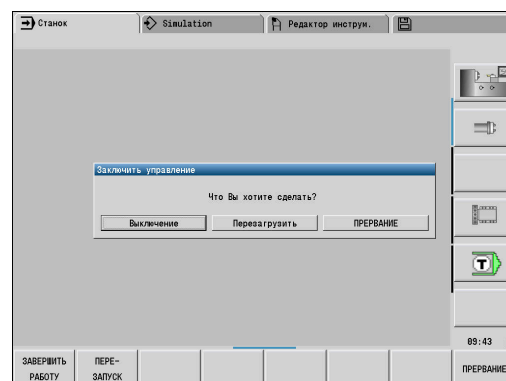 Станок Simulation Редактор инструм.
Заключить управление
Что Вы хотите сделать?
Выключение Перезагрузить ПРЕРВАНИЕ
T
09:43
ЗАВЕРШИТЬ ПЕРЕ- ПРЕРВАНИЕ
РАБОТУ ЗАПУСК